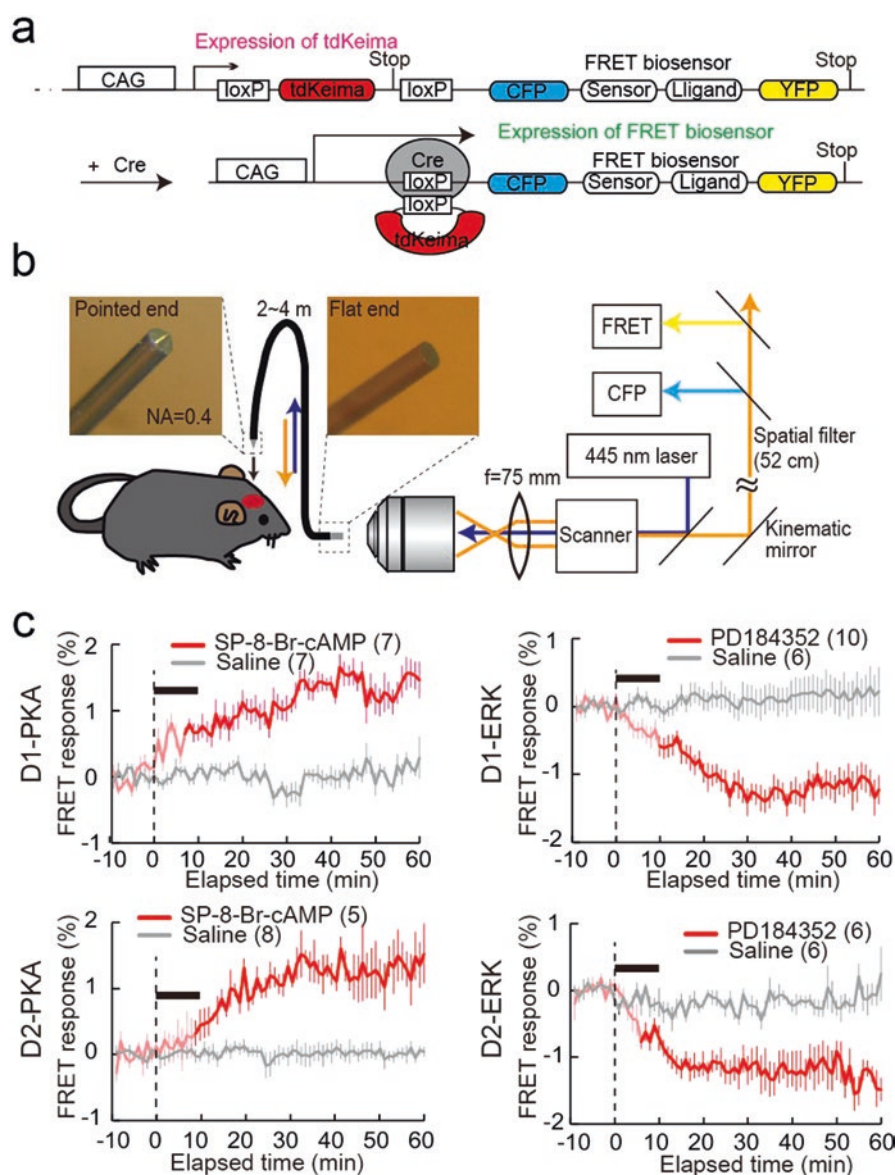 a
Expression of tdKeima
CAG
loxP
tdKeima
Stop
loxP
FRET biosensor
CFP
Sensor
Lligand
YFP
Stop
+ Cre
Expression of FRET biosensor
CAG
Cre
loxP
loxP
tdKeima
FRET biosensor
CFP
Sensor
Ligand
YFP
Stop
b
Pointed end
NA=0.4
2~4 m
Flat end
FRET
CFP
445 nm laser
f=75 mm
Scanner
Spatial filter
(52 cm)
Kinematic
mirror
c
D1-PKA
FRET response (%)
SP-8-Br-cAMP (7)
Saline (7)
2
1
0
-1
-10 0 10 20 30 40 50 60
Elapsed time (min)
D1-ERK
FRET response (%)
PD184352 (10)
Saline (6)
1
0
-1
-2
-10 0 10 20 30 40 50 60
Elapsed time (min)
D2-PKA
FRET response (%)
SP-8-Br-cAMP (5)
Saline (8)
2
1
0
-1
-10 0 10 20 30 40 50 60
Elapsed time (min)
D2-ERK
FRET response (%)
PD184352 (6)
Saline (6)
1
0
-1
-2
-10 0 10 20 30 40 50 60
Elapsed time (min)